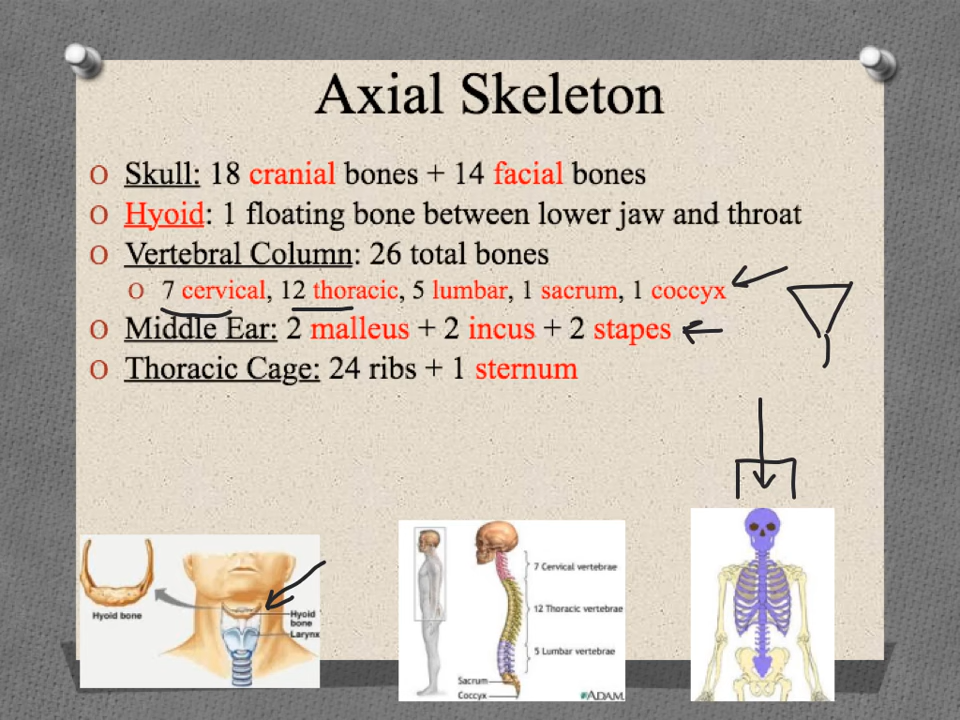 Axial Skeleton
O Skull: 18 cranial bones + 14 facial bones
O Hyoid: 1 floating bone between lower jaw and throat
O Vertebral Column: 26 total bones
O 7 cervical, 12 thoracic, 5 lumbar, 1 sacrum, 1 coccyx
O Middle Ear: 2 malleus + 2 incus + 2 stapes
O Thoracic Cage: 24 ribs + 1 sternum
Hyoid bone
Hyoid
bone
Larynx
7 Cervical vertebrae
12 Thoracic vertebrae
5 Lumbar vertebrae
Sacrum
Coccyx
ADAM.